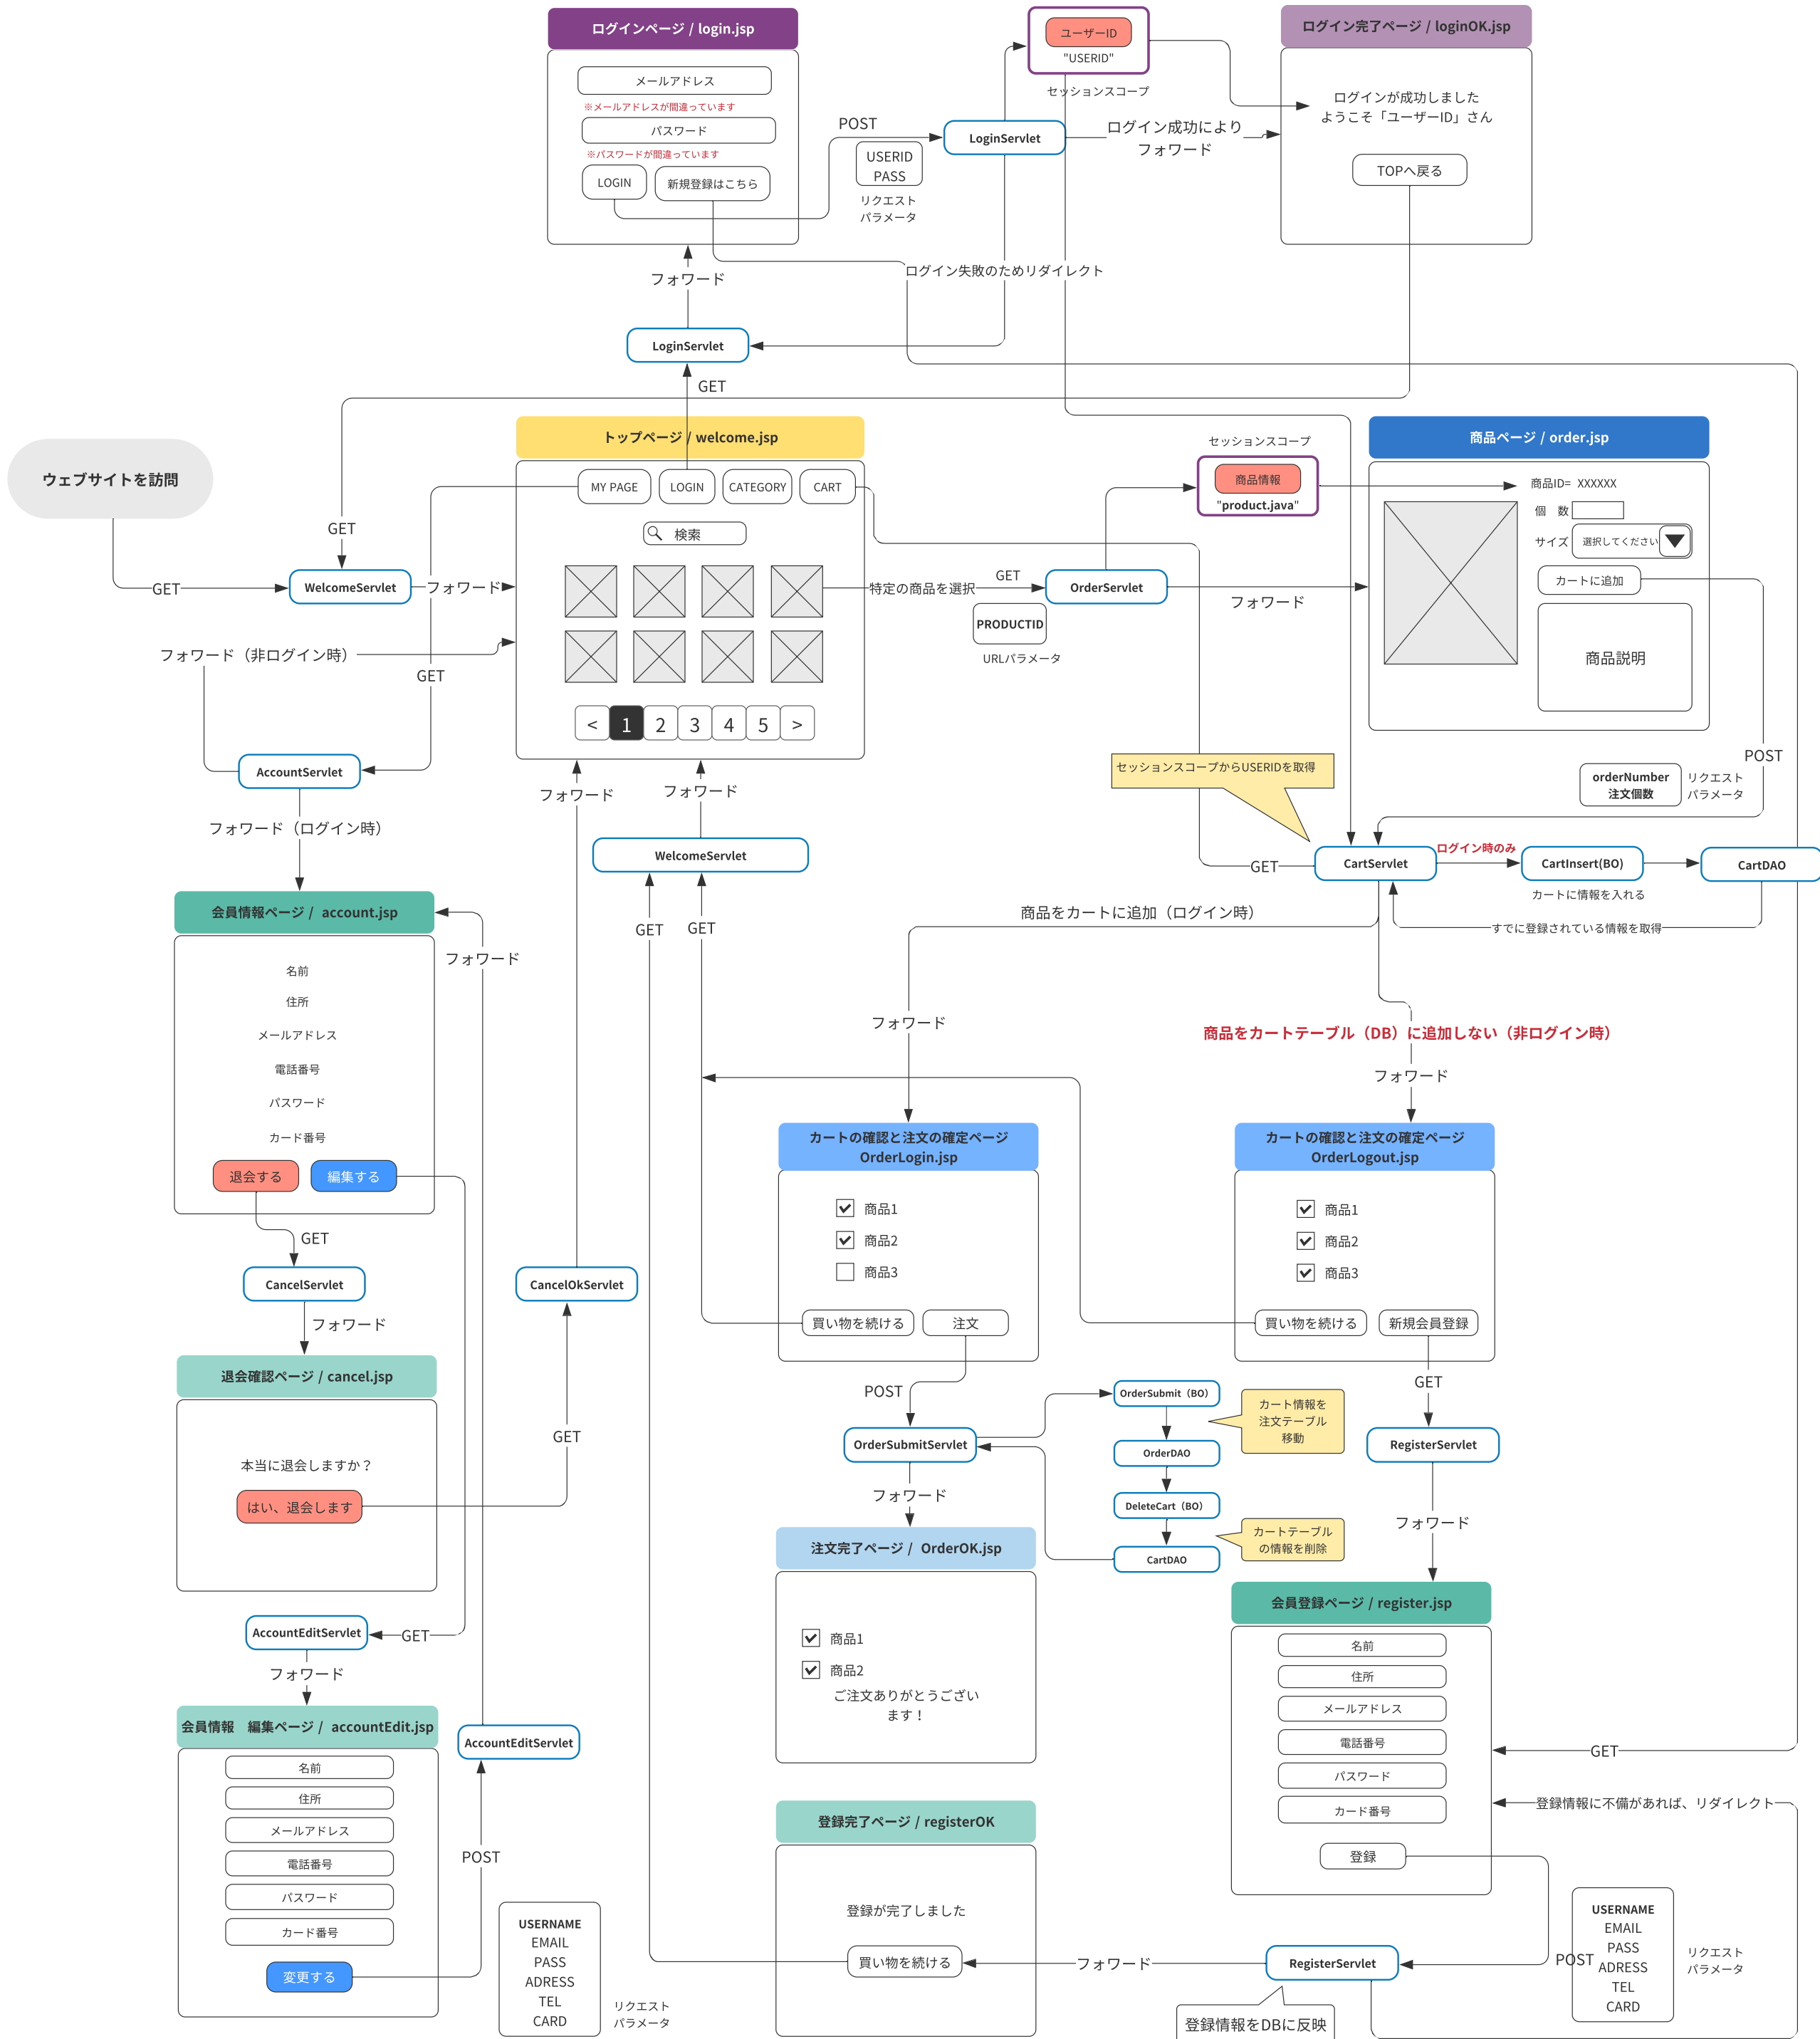 ログインページ / login.jsp
メールアドレス
※メールアドレスが間違っています
パスワード
※パスワードが間違っています
LOGIN
新規登録はこちら
POST
USERID
PASS
リクエスト
パラメータ
LoginServlet
ユーザーID
"USERID"
セッションスコープ
ログイン成功により
フォワード
ログイン完了ページ / loginOK.jsp
ログインが成功しました
ようこそ「ユーザーID」さん
TOPへ戻る
フォワード
ログイン失敗のためリダイレクト
LoginServlet
GET
ウェブサイトを訪問
GET
GET
WelcomeServlet
フォワード
トップページ / welcome.jsp
MY PAGE
LOGIN
CATEGORY
CART
検索
<
1
2
3
4
5
>
特定の商品を選択
GET
PRODUCTID
URLパラメータ
OrderServlet
セッションスコープ
商品情報
"product.java"
フォワード
商品ページ / order.jsp
商品ID= XXXXXX
個 数
サイズ
選択してください
カートに追加
商品説明
POST
orderNumber
注文個数
リクエスト
パラメータ
フォワード（非ログイン時）
GET
AccountServlet
フォワード（ログイン時）
フォワード
フォワード
WelcomeServlet
セッションスコープからUSERIDを取得
GET
CartServlet
ログイン時のみ
CartInsert(BO)
カートに情報を入れる
CartDAO
すでに登録されている情報を取得
商品をカートに追加（ログイン時）
フォワード
商品をカートテーブル（DB）に追加しない（非ログイン時）
フォワード
会員情報ページ / account.jsp
名前
住所
メールアドレス
電話番号
パスワード
カード番号
退会する
編集する
フォワード
GET
GET
GET
CancelServlet
フォワード
CancelOkServlet
退会確認ページ / cancel.jsp
本当に退会しますか？
はい、退会します
GET
カートの確認と注文の確定ページ
OrderLogin.jsp
商品1
商品2
商品3
買い物を続ける
注文
カートの確認と注文の確定ページ
OrderLogout.jsp
商品1
商品2
商品3
買い物を続ける
新規会員登録
POST
OrderSubmitServlet
OrderSubmit（BO）
カート情報を
注文テーブル
移動
OrderDAO
DeleteCart（BO）
カートテーブル
の情報を削除
CartDAO
GET
RegisterServlet
フォワード
フォワード
注文完了ページ / OrderOK.jsp
商品1
商品2
ご注文ありがとうござい
ます！
AccountEditServlet
GET
フォワード
会員情報 編集ページ / accountEdit.jsp
名前
住所
メールアドレス
電話番号
パスワード
カード番号
変更する
AccountEditServlet
POST
USERNAME
EMAIL
PASS
ADRESS
TEL
CARD
リクエスト
パラメータ
会員登録ページ / register.jsp
名前
住所
メールアドレス
電話番号
パスワード
カード番号
登録
GET
登録情報に不備があれば、リダイレクト
登録完了ページ / registerOK
登録が完了しました
買い物を続ける
フォワード
RegisterServlet
登録情報をDBに反映
POST
USERNAME
EMAIL
PASS
ADRESS
TEL
CARD
リクエスト
パラメータ